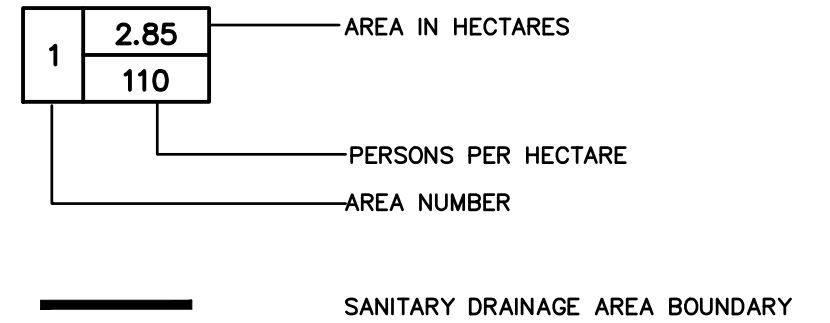 1
2.85
110
AREA IN HECTARES
PERSONS PER HECTARE
AREA NUMBER
SANITARY DRAINAGE AREA BOUNDARY